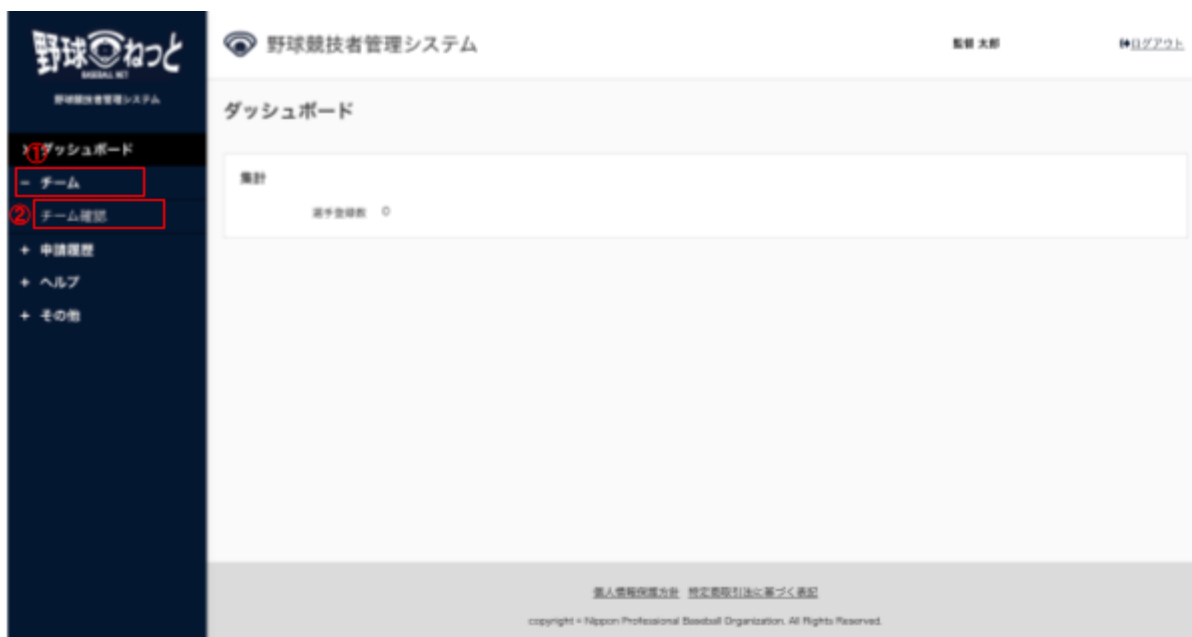 野球ねっと
BASEBALL NET
野球競技者管理システム
野球競技者管理システム
監督 太郎
ログアウト
ダッシュボード
① ダッシュボード
− チーム
② チーム確認
+ 申請履歴
+ ヘルプ
+ その他
集計
選手登録数 0
個人情報保護方針 特定商取引法に基づく表記
copyright © Nippon Professional Baseball Organization. All Rights Reserved.